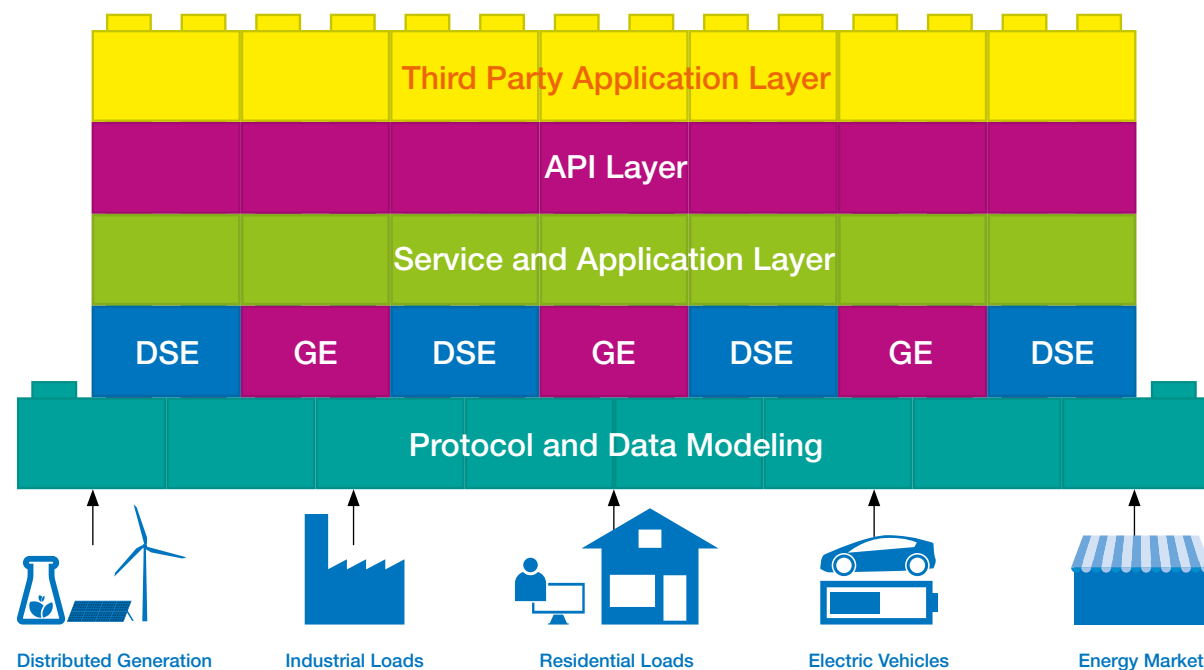 Third Party Application Layer
API Layer
Service and Application Layer
DSE GE DSE GE DSE GE DSE
Protocol and Data Modeling
Distributed Generation Industrial Loads Residential Loads Electric Vehicles Energy Market